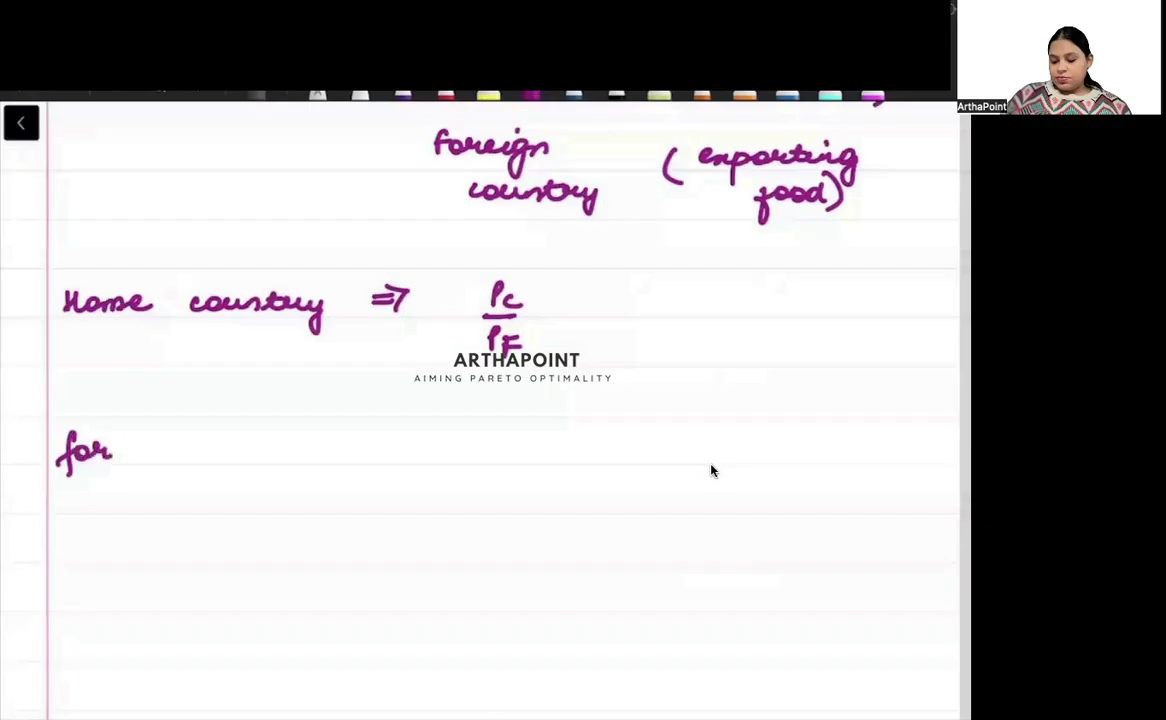 ArthaPoint
foreign (exporting
country food)
Home country ⇒ Pc
PF
ARTHAPOINT
AIMING PARETO OPTIMALITY
for